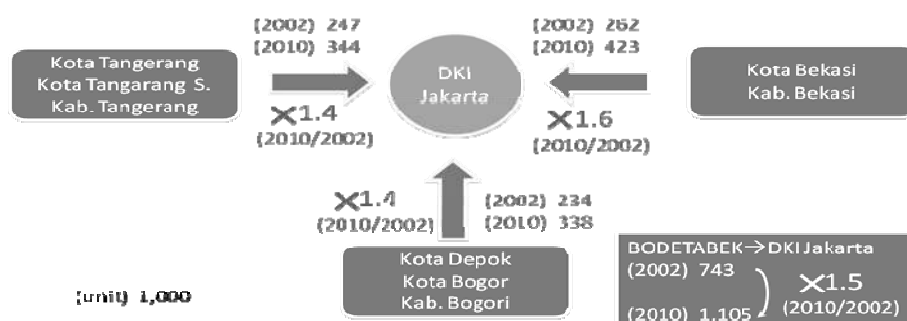 (2002) 247
(2010) 344
(2002) 262
(2010) 423
Kota Tangerang
Kota Tangarang S.
Kab. Tangerang
DKI
Jakarta
Kota Bekasi
Kab. Bekasi
×1.4
(2010/2002)
×1.6
(2010/2002)
×1.4
(2010/2002)
(2002) 234
(2010) 338
Kota Depok
Kota Bogor
Kab. Bogori
BODETABEK→DKI Jakarta
(2002) 743
×1.5
(2010/2002)
(2010) 1,105
(unit) 1,000